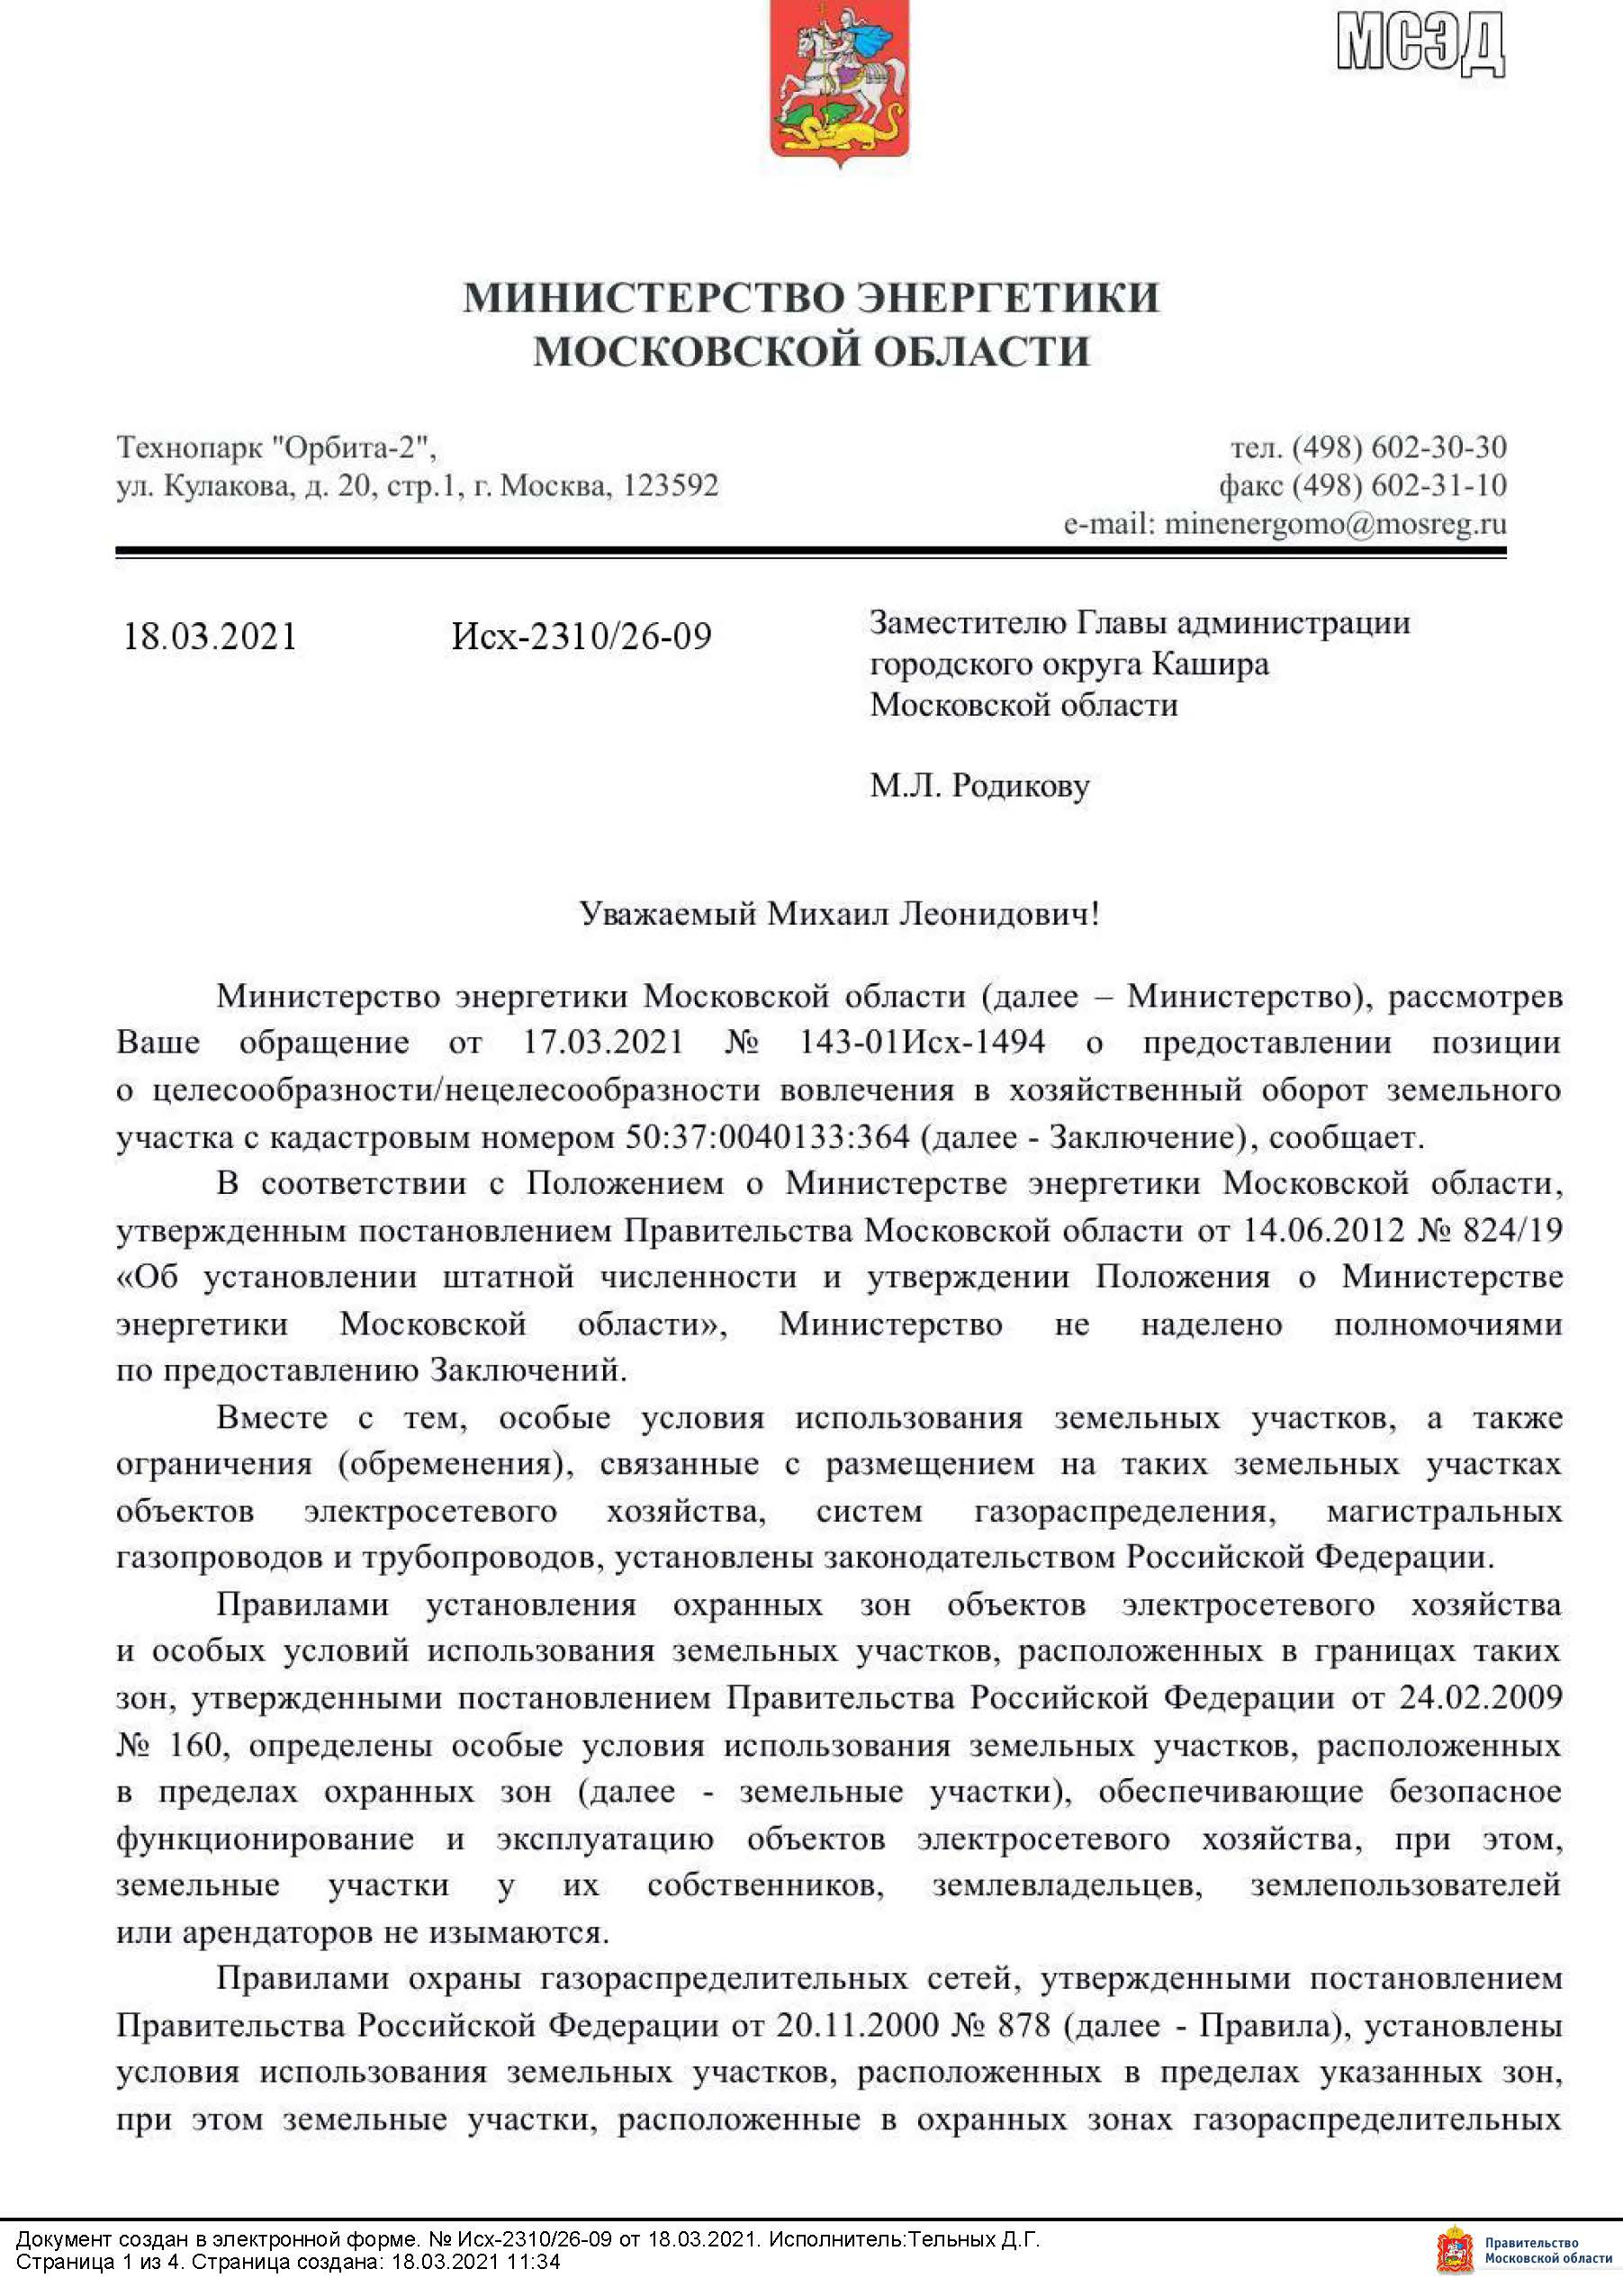 МСЭД
МИНИСТЕРСТВО ЭНЕРГЕТИКИ
МОСКОВСКОЙ ОБЛАСТИ
Технопарк "Орбита-2",
ул. Кулакова, д. 20, стр.1, г. Москва, 123592
тел. (498) 602-30-30
факс (498) 602-31-10
e-mail: minenergomo@mosreg.ru
18.03.2021
Исх-2310/26-09
Заместителю Главы администрации
городского округа Кашира
Московской области
М.Л. Родикову
Уважаемый Михаил Леонидович!
Министерство энергетики Московской области (далее – Министерство), рассмотрев
Ваше обращение от 17.03.2021 № 143-01Исх-1494 о предоставлении позиции
о целесообразности/нецелесообразности вовлечения в хозяйственный оборот земельного
участка с кадастровым номером 50:37:0040133:364 (далее - Заключение), сообщает.
В соответствии с Положением о Министерстве энергетики Московской области,
утвержденным постановлением Правительства Московской области от 14.06.2012 № 824/19
«Об установлении штатной численности и утверждении Положения о Министерстве
энергетики Московской области», Министерство не наделено полномочиями
по предоставлению Заключений.
Вместе с тем, особые условия использования земельных участков, а также
ограничения (обременения), связанные с размещением на таких земельных участках
объектов электросетевого хозяйства, систем газораспределения, магистральных
газопроводов и трубопроводов, установлены законодательством Российской Федерации.
Правилами установления охранных зон объектов электросетевого хозяйства
и особых условий использования земельных участков, расположенных в границах таких
зон, утвержденными постановлением Правительства Российской Федерации от 24.02.2009
№ 160, определены особые условия использования земельных участков, расположенных
в пределах охранных зон (далее - земельные участки), обеспечивающие безопасное
функционирование и эксплуатацию объектов электросетевого хозяйства, при этом,
земельные участки у их собственников, землевладельцев, землепользователей
или арендаторов не изымаются.
Правилами охраны газораспределительных сетей, утвержденными постановлением
Правительства Российской Федерации от 20.11.2000 № 878 (далее - Правила), установлены
условия использования земельных участков, расположенных в пределах указанных зон,
при этом земельные участки, расположенные в охранных зонах газораспределительных
Документ создан в электронной форме. № Исх-2310/26-09 от 18.03.2021. Исполнитель:Тельных Д.Г.
Страница 1 из 4. Страница создана: 18.03.2021 11:34
Правительство
Московской области